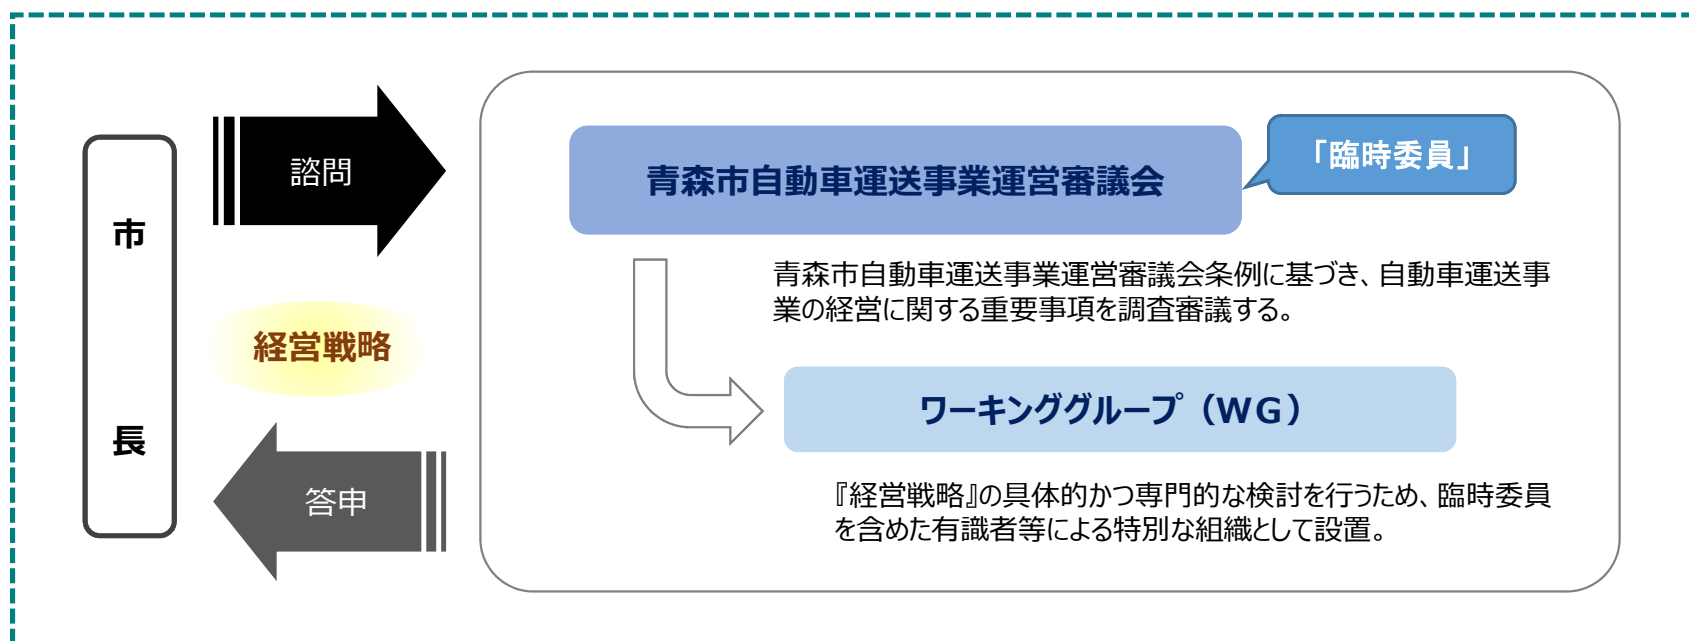 市
長
諮問
経営戦略
答申
青森市自動車運送事業運営審議会
「臨時委員」
青森市自動車運送事業運営審議会条例に基づき、自動車運送事
業の経営に関する重要事項を調査審議する。
ワーキンググループ（ＷＧ）
『経営戦略』の具体的かつ専門的な検討を行うため、臨時委員
を含めた有識者等による特別な組織として設置。